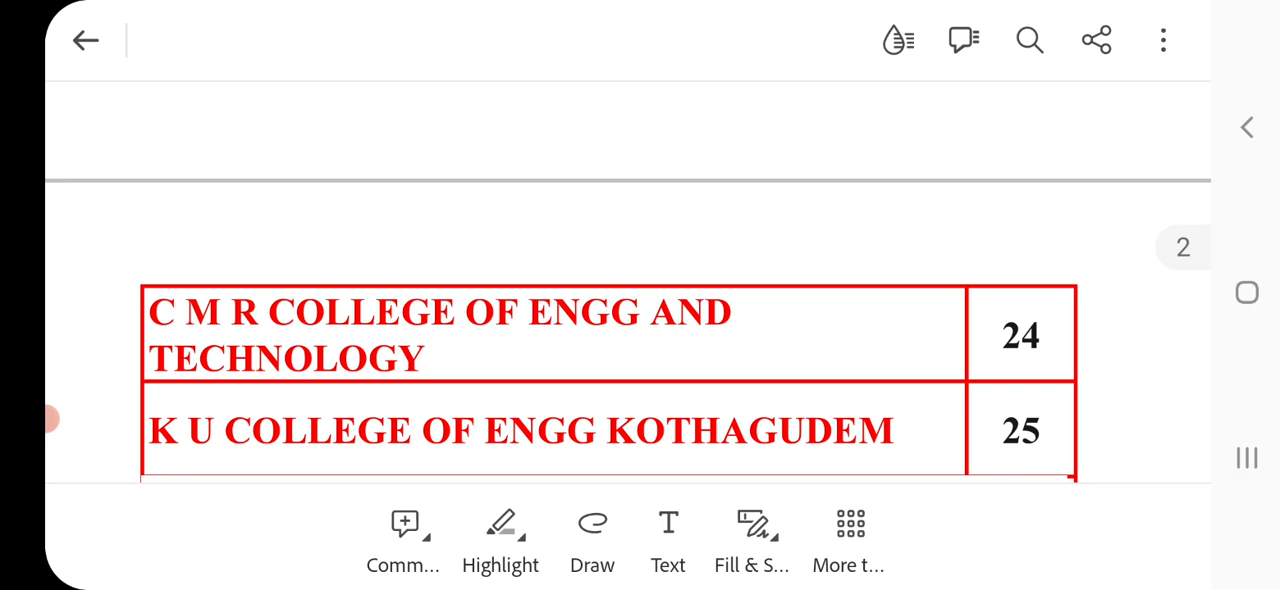 2
C M R COLLEGE OF ENGG AND
TECHNOLOGY
24
K U COLLEGE OF ENGG KOTHAGUDEM
25
Comm...
Highlight
Draw
Text
Fill & S...
More t...